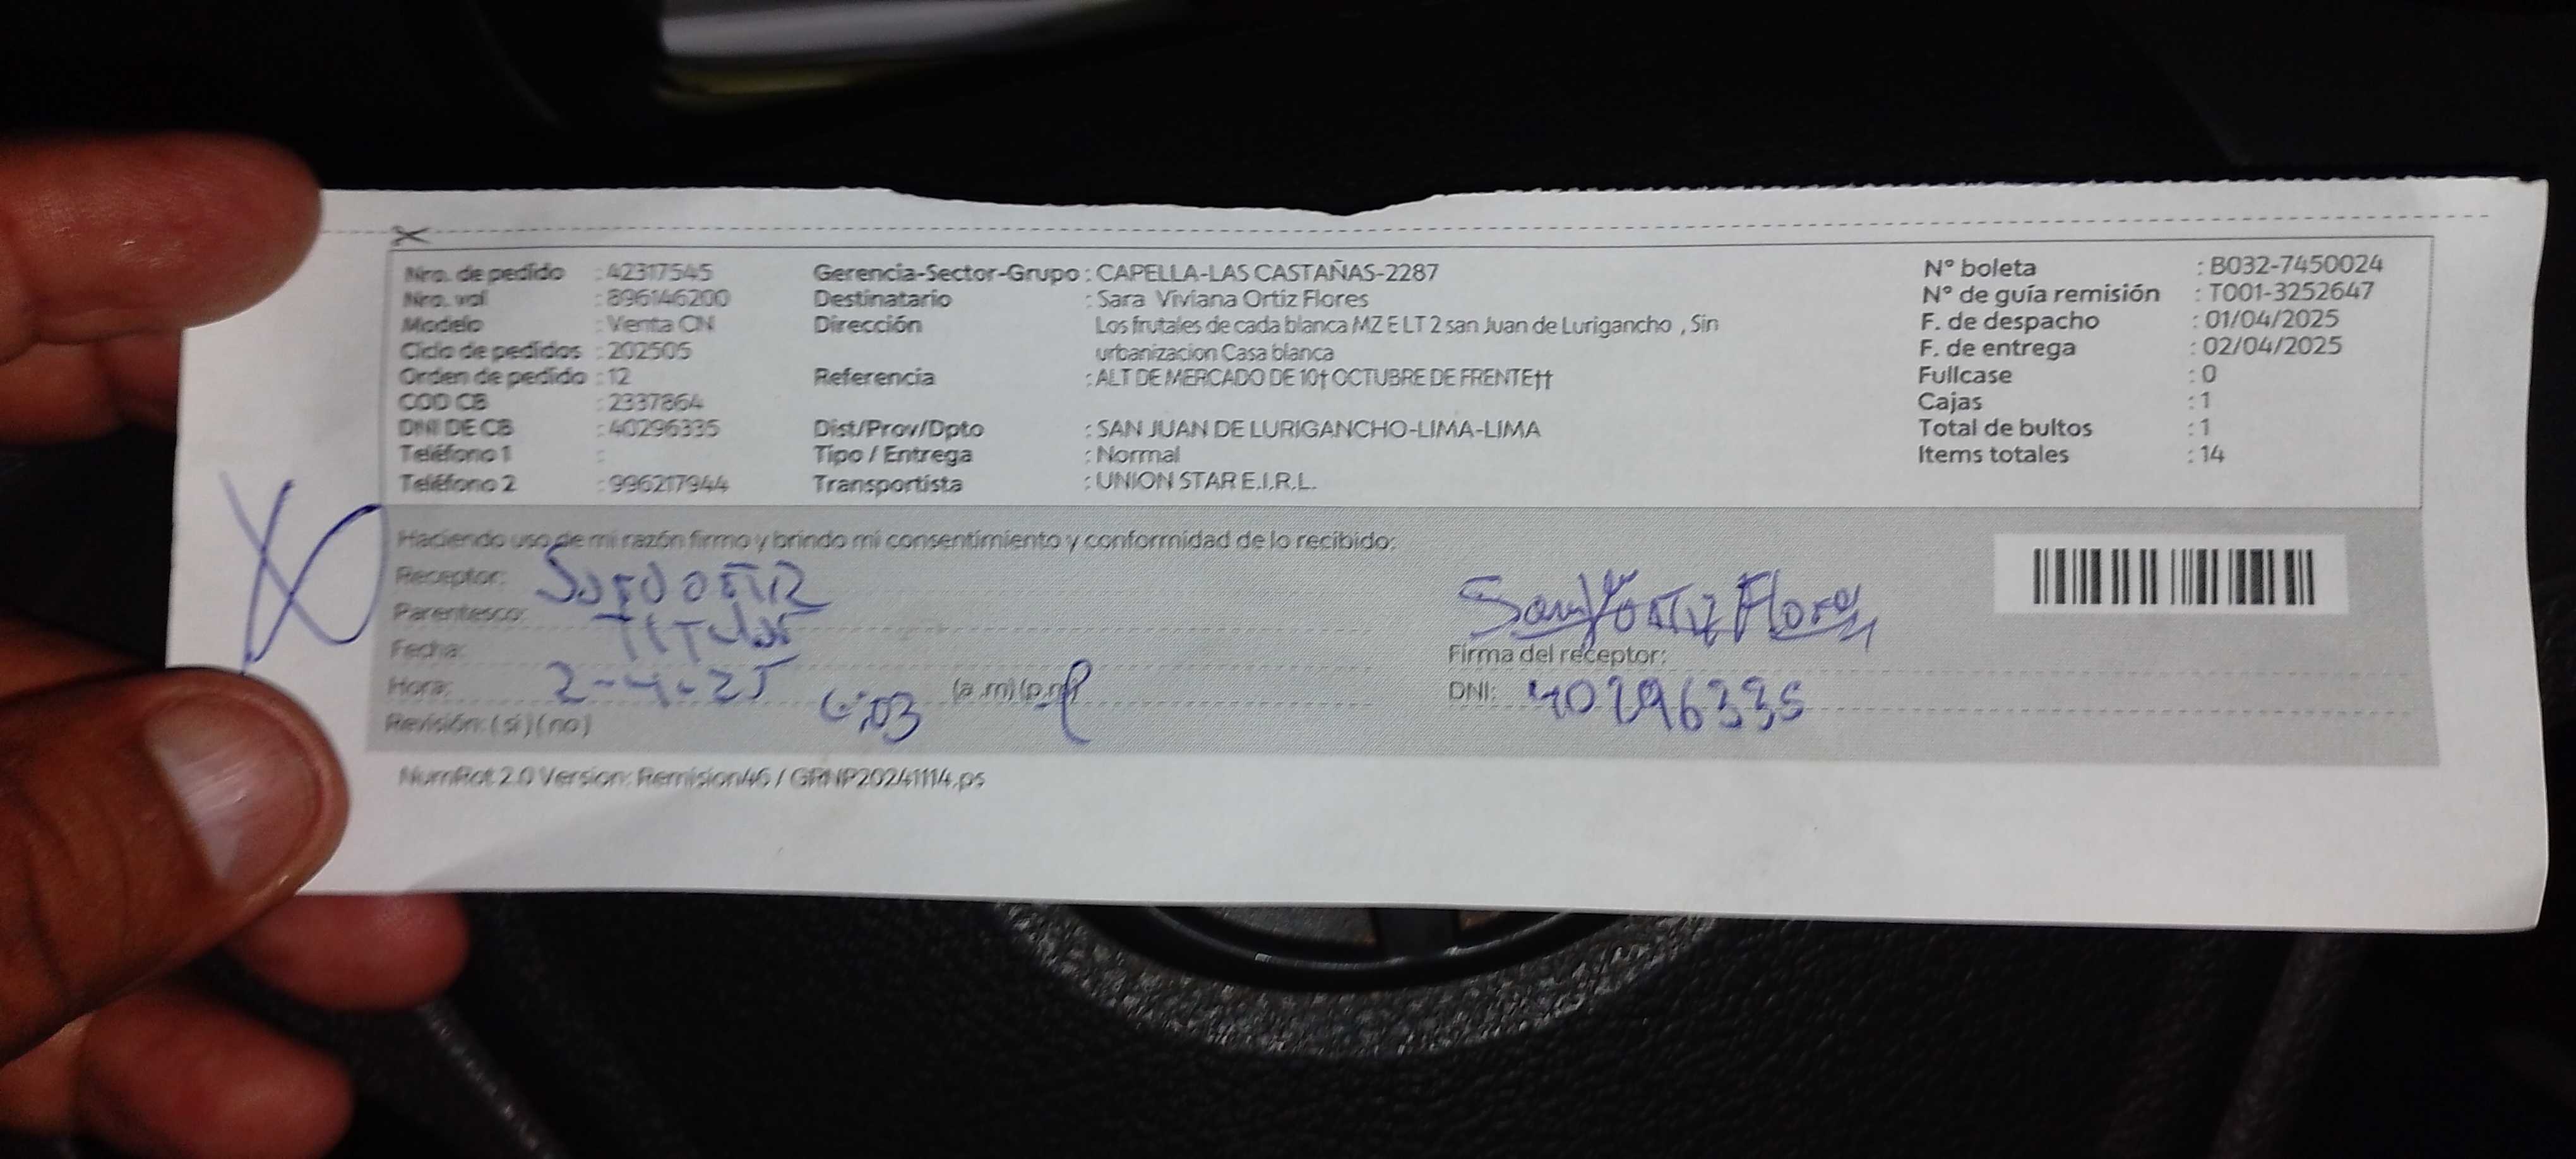 Nro. de pedido : 42317545
Nro. val : 896146200
Modelo : Venta CN
Ciclo de pedidos : 202505
Orden de pedido : 12
COD CB : 2337864
DNI DE CB : 40296335
Teléfono 1 :
Teléfono 2 : 996217944
Gerencia-Sector-Grupo : CAPELLA-LAS CASTAÑAS-2287
Destinatario : Sara Viviana Ortiz Flores
Dirección Los frutales de cada blanca MZ E LT 2 san Juan de Lurigancho , Sin
urbanizacion Casa blanca
Referencia : ALT DE MERCADO DE 10† OCTUBRE DE FRENTE††
Dist/Prov/Dpto : SAN JUAN DE LURIGANCHO-LIMA-LIMA
Tipo / Entrega : Normal
Transportista : UNION STAR E.I.R.L.
N° boleta : B032-7450024
N° de guía remisión : T001-3252647
F. de despacho : 01/04/2025
F. de entrega : 02/04/2025
Fullcase : 0
Cajas : 1
Total de bultos : 1
Items totales : 14
Haciendo uso de mi razón firmo y brindo mi consentimiento y conformidad de lo recibido:
Receptor:
Parentesco: Titular
Fecha: 2-4-25
Hora: 6:03 (a.m) (p.m)
Revisión: ( si ) ( no )
Ortiz Flores
Firma del receptor:
DNI: 40296335
NumRot 2.0 Version: Remision46 / GRNP20241114.ps